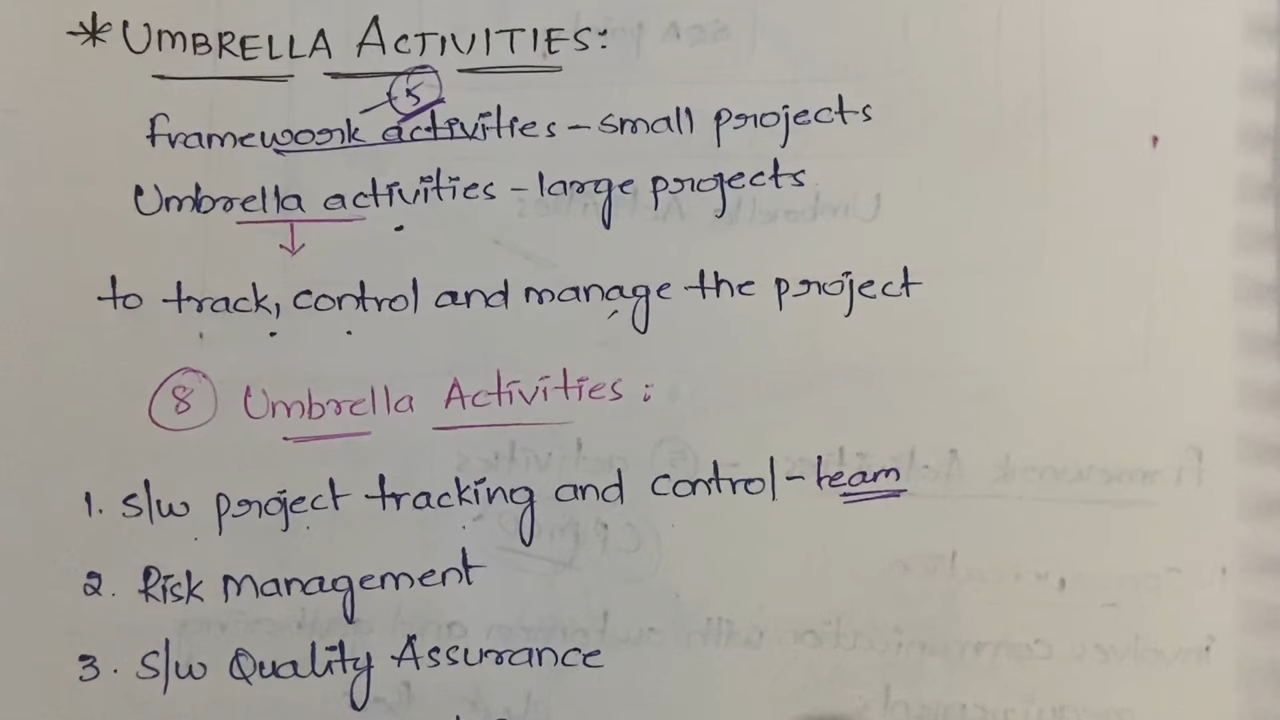 *UMBRELLA ACTIVITIES:
5
framework activities - small projects
Umbrella activities - large projects
to track, control and manage the project
8 Umbrella Activities:
1. S/w project tracking and control - team
2. Risk Management
3. S/w Quality Assurance